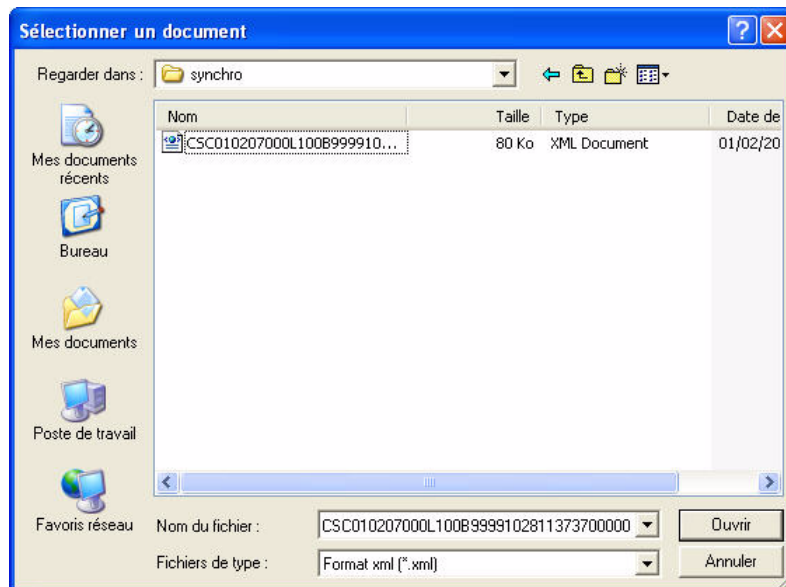 Sélectionner un document
Regarder dans :
synchro
Nom Taille Type Date de
CSC010207000L100B999910... 80 Ko XML Document 01/02/20
Mes documents
récents
Bureau
Mes documents
Poste de travail
Favoris réseau
Nom du fichier : CSC010207000L100B9999102811373700000 Ouvrir
Fichiers de type : Format xml (*.xml) Annuler